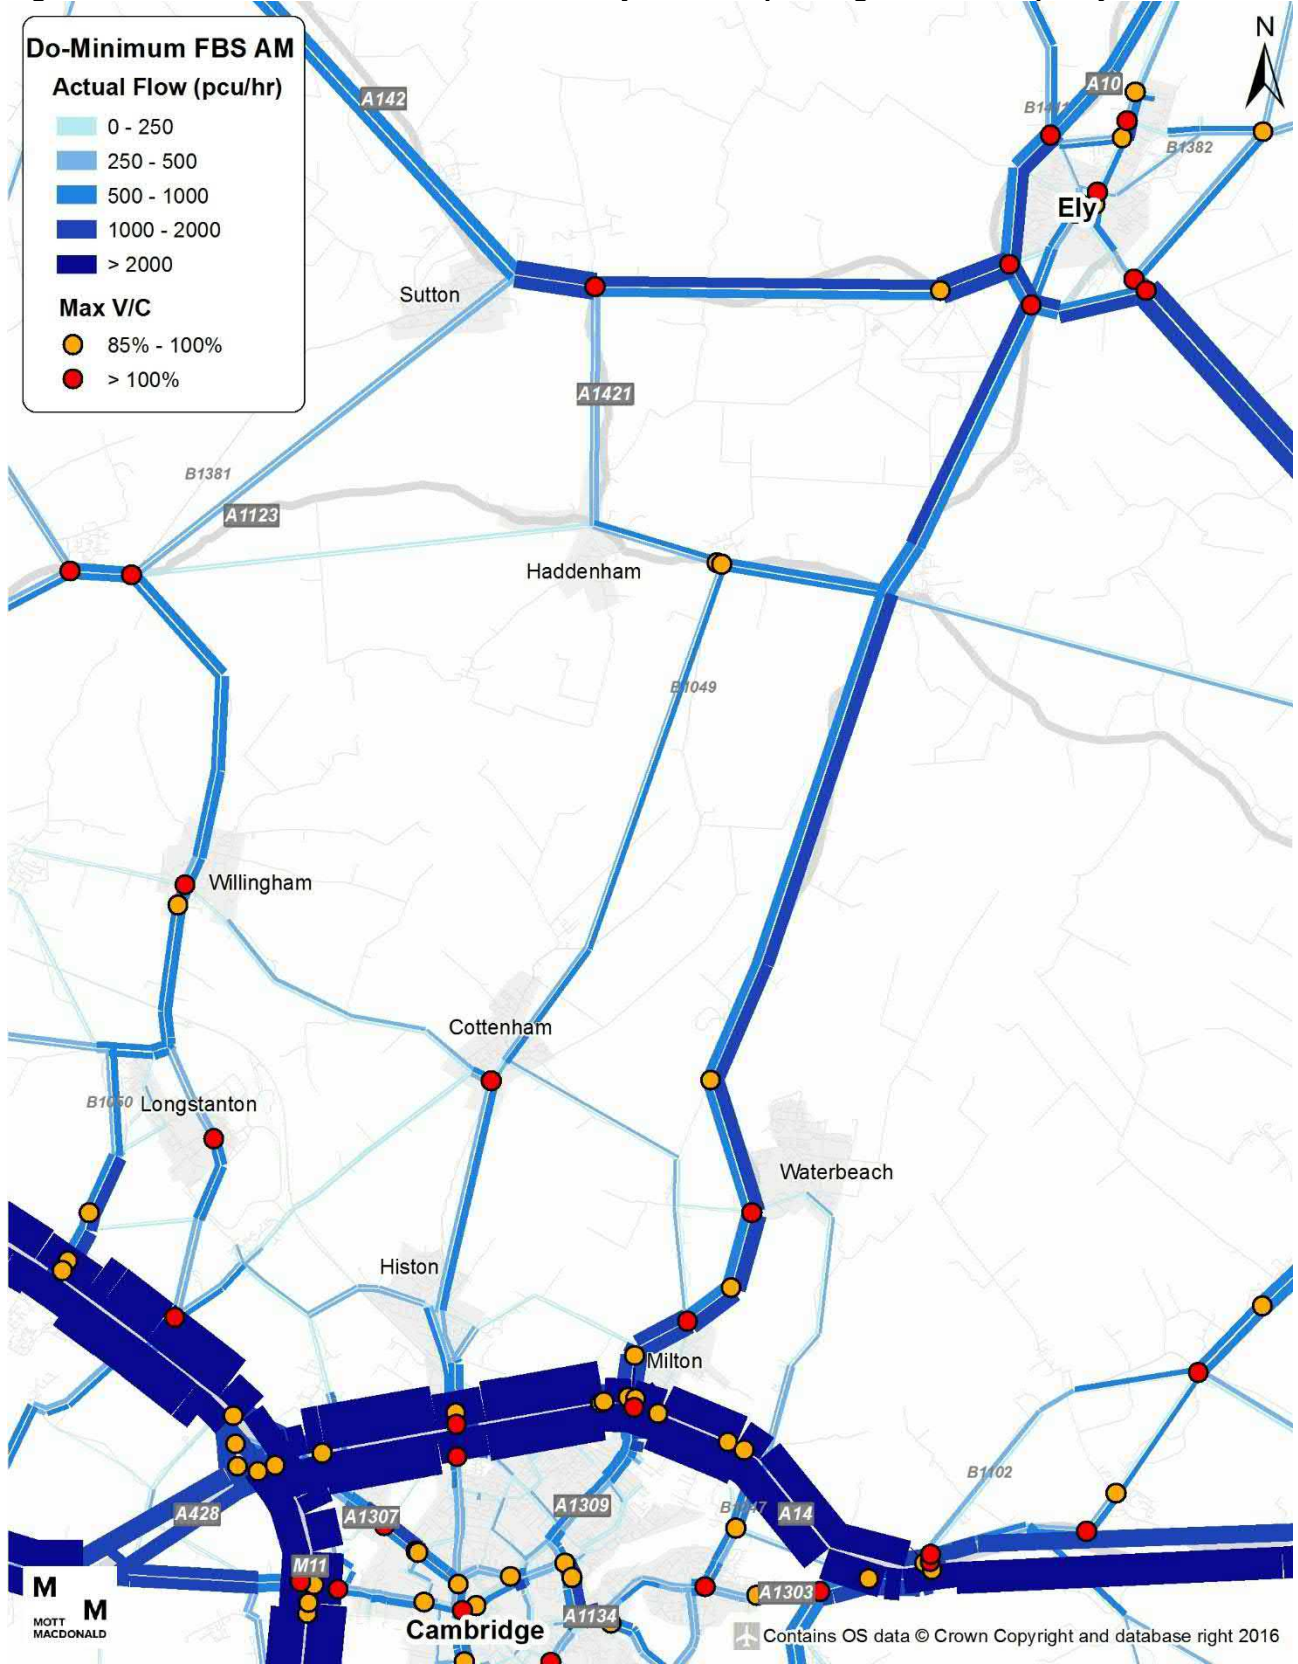 N
Do-Minimum FBS AM
Actual Flow (pcu/hr)
0 - 250
250 - 500
500 - 1000
1000 - 2000
> 2000
Max V/C
85% - 100%
> 100%
A142
A10
B1382
Ely
Sutton
A1421
B1381
A1123
Haddenham
B1049
Willingham
Cottenham
B1050
Longstanton
Waterbeach
Histon
Milton
B1102
A428
A1307
A1309
A14
M11
A1303
A1134
Cambridge
M M
MOTT
MACDONALD
Contains OS data © Crown Copyright and database right 2016